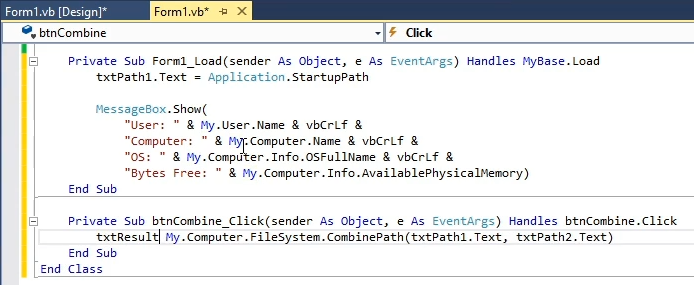 Form1.vb [Design]* Form1.vb*
btnCombine Click
Private Sub Form1_Load(sender As Object, e As EventArgs) Handles MyBase.Load
txtPath1.Text = Application.StartupPath
MessageBox.Show(
"User: " & My.User.Name & vbCrLf &
"Computer: " & My.Computer.Name & vbCrLf &
"OS: " & My.Computer.Info.OSFullName & vbCrLf &
"Bytes Free: " & My.Computer.Info.AvailablePhysicalMemory)
End Sub
Private Sub btnCombine_Click(sender As Object, e As EventArgs) Handles btnCombine.Click
txtResult My.Computer.FileSystem.CombinePath(txtPath1.Text, txtPath2.Text)
End Sub
End Class